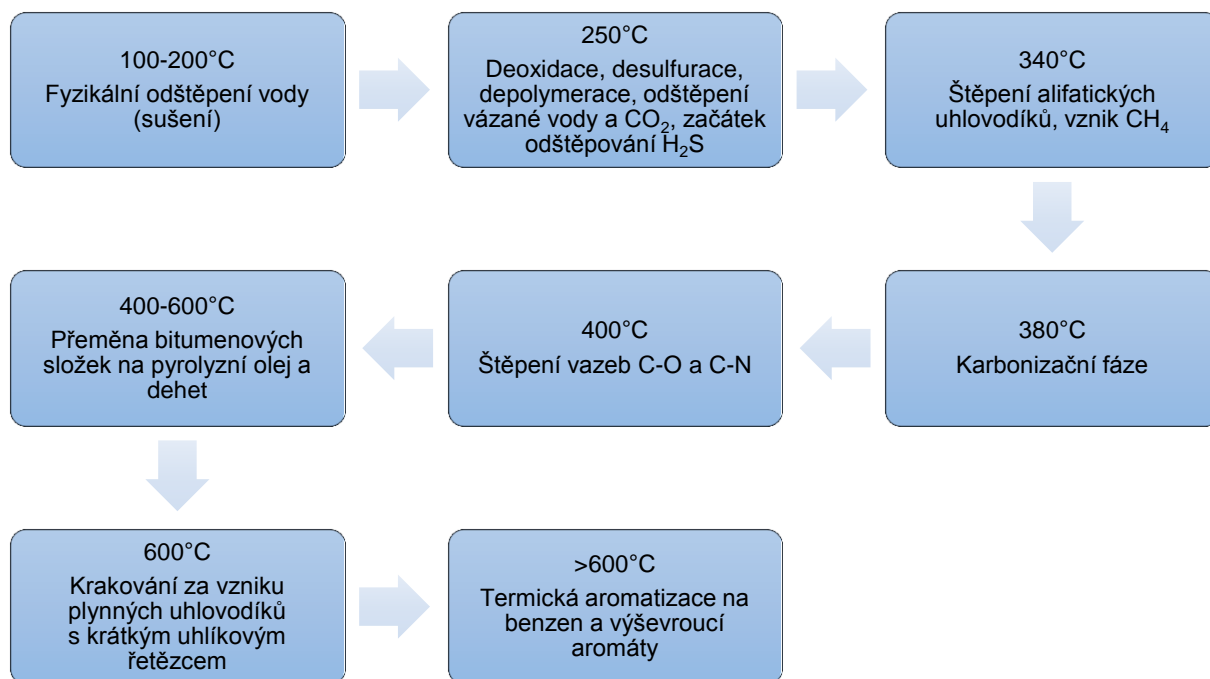 100-200°C
Fyzikální odštěpení vody
(sušení)
250°C
Deoxidace, desulfurace,
depolymerace, odštěpení
vázané vody a CO₂, začátek
odštěpování H₂S
340°C
Štěpení alifatických
uhlovodíků, vznik CH₄
380°C
Karbonizační fáze
400°C
Štěpení vazeb C-O a C-N
400-600°C
Přeměna bitumenových
složek na pyrolyzní olej a
dehet
600°C
Krakování za vzniku
plynných uhlovodíků
s krátkým uhlíkovým
řetězcem
>600°C
Termická aromatizace na
benzen a výševroucí
aromáty